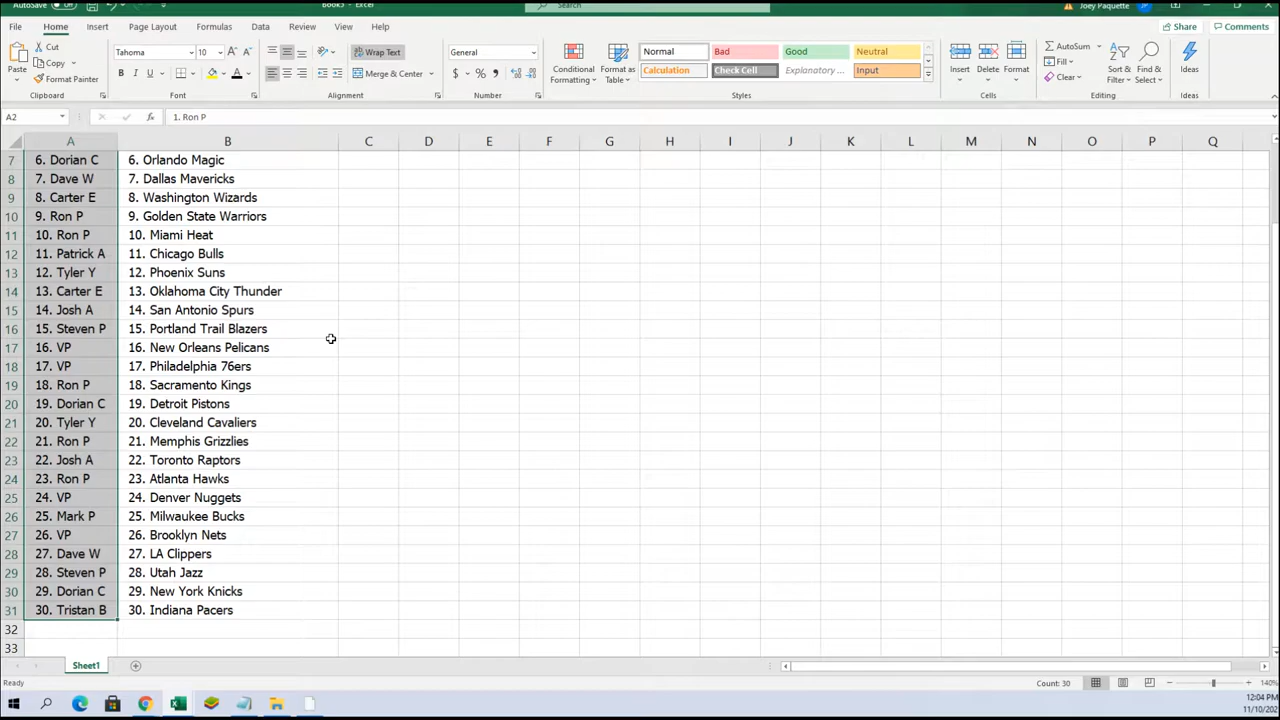 AutoSave Off Book5 - Excel Search Joey Paquette JP
File Home Insert Page Layout Formulas Data Review View Help Share Comments
Paste Cut Copy Format Painter Clipboard
Tahoma 10 B I U Font
Wrap Text Merge & Center Alignment
General $ % Number
Conditional Formatting Format as Table
Normal Bad Good Neutral
Calculation Check Cell Explanatory ... Input
Styles
Insert Delete Format Cells
AutoSum Fill Clear Sort & Filter Find & Select Editing
Ideas Ideas
A2 fx 1. Ron P
A B C D E F G H I J K L M N O P Q
7 6. Dorian C 6. Orlando Magic
8 7. Dave W 7. Dallas Mavericks
9 8. Carter E 8. Washington Wizards
10 9. Ron P 9. Golden State Warriors
11 10. Ron P 10. Miami Heat
12 11. Patrick A 11. Chicago Bulls
13 12. Tyler Y 12. Phoenix Suns
14 13. Carter E 13. Oklahoma City Thunder
15 14. Josh A 14. San Antonio Spurs
16 15. Steven P 15. Portland Trail Blazers
17 16. VP 16. New Orleans Pelicans
18 17. VP 17. Philadelphia 76ers
19 18. Ron P 18. Sacramento Kings
20 19. Dorian C 19. Detroit Pistons
21 20. Tyler Y 20. Cleveland Cavaliers
22 21. Ron P 21. Memphis Grizzlies
23 22. Josh A 22. Toronto Raptors
24 23. Ron P 23. Atlanta Hawks
25 24. VP 24. Denver Nuggets
26 25. Mark P 25. Milwaukee Bucks
27 26. VP 26. Brooklyn Nets
28 27. Dave W 27. LA Clippers
29 28. Steven P 28. Utah Jazz
30 29. Dorian C 29. New York Knicks
31 30. Tristan B 30. Indiana Pacers
32
33
Sheet1
Ready Count: 30 140%
12:04 PM
11/10/202